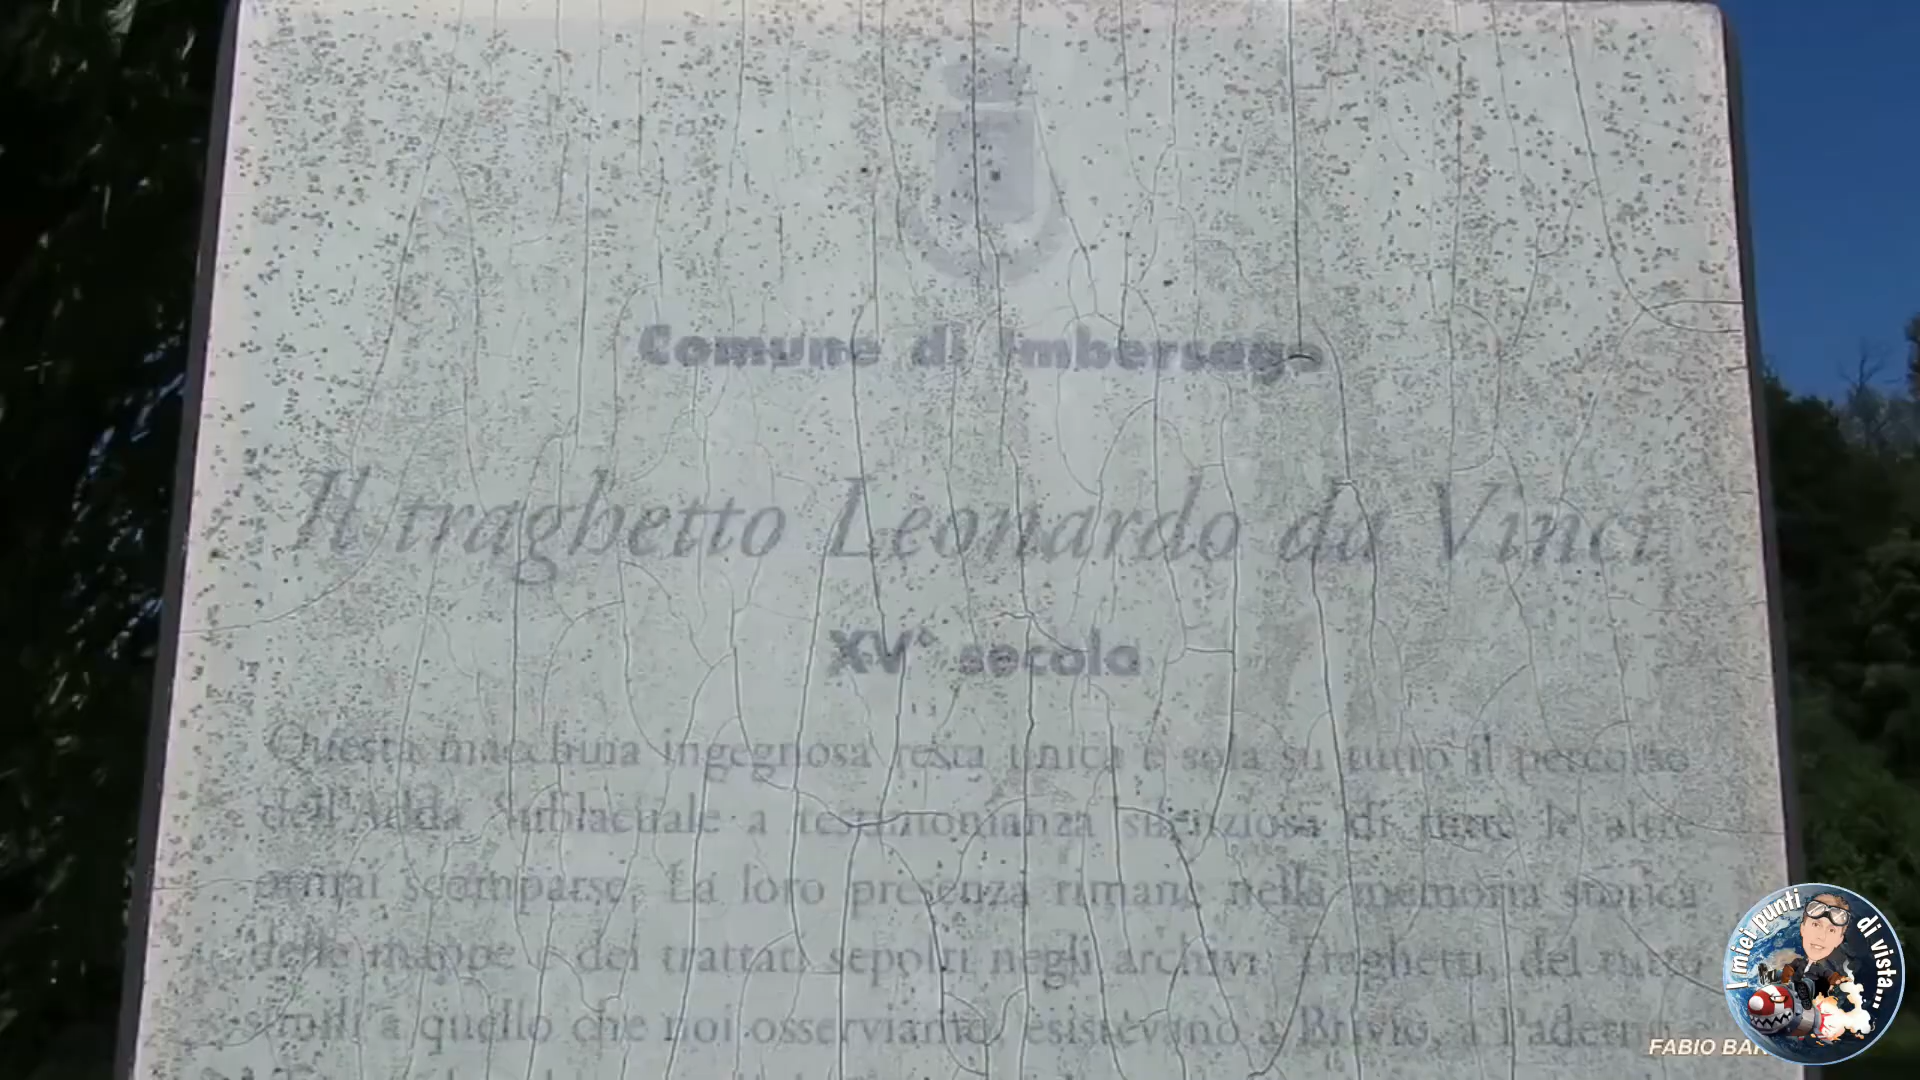 Comune di Imbersago
Il traghetto Leonardo da Vinci
XV° secolo
Questa macchina ingegnosa resta unica e sola su tutto il percorso
dell'Adda Sublacuale a testimonianza silenziosa di tutte le altre
ormai scomparse. La loro presenza rimane nella memoria storica
delle mappe e dei trattati sepolti negli archivi. Traghetti del tutto
simili a quello che noi osserviamo, esistevano a Brivio, a Paderno e
I miei punti di vista...
FABIO BAR